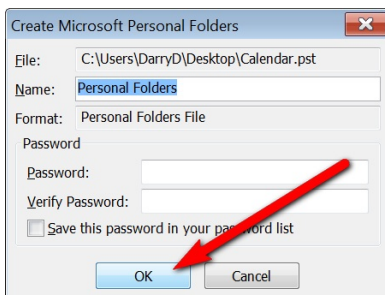 Create Microsoft Personal Folders
File: C:\Users\DarryD\Desktop\Calendar.pst
Name: Personal Folders
Format: Personal Folders File
Password
Password:
Verify Password:
Save this password in your password list
OK Cancel